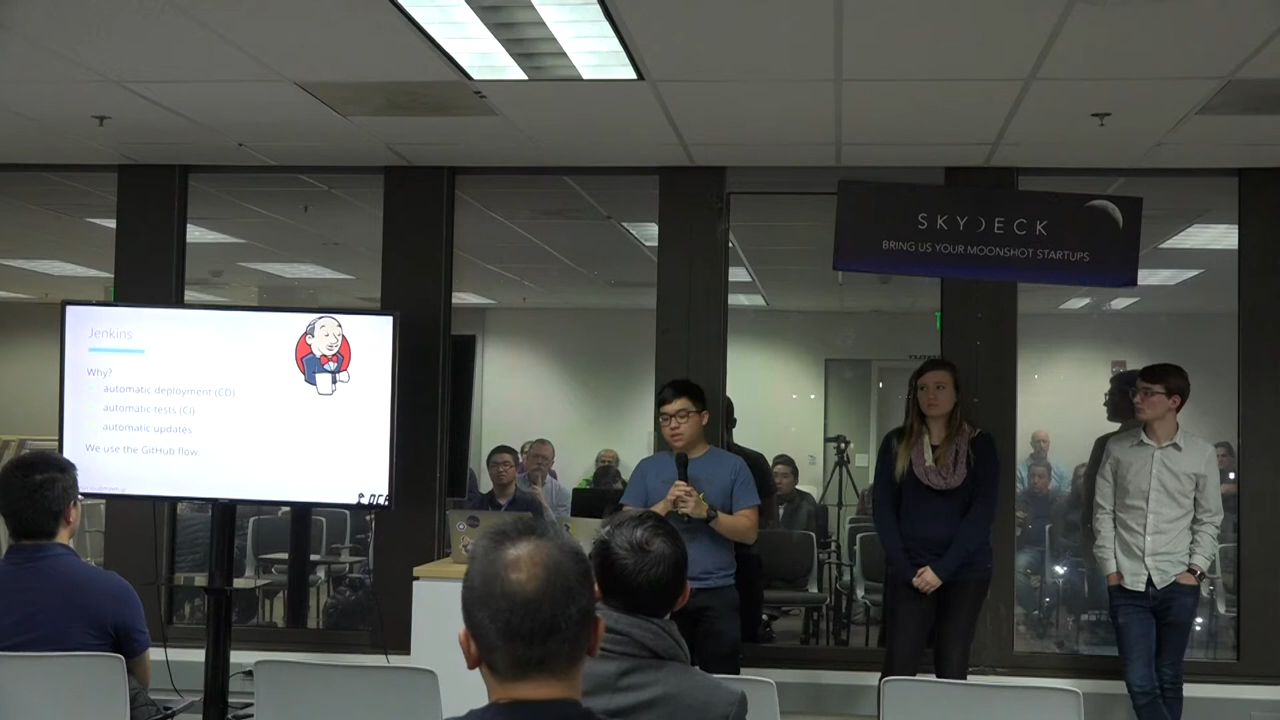 SKYDECK
BRING US YOUR MOONSHOT STARTUPS
Jenkins
Why?
automatic deployment (CD)
automatic tests (CI)
automatic updates
We use the GitHub flow.